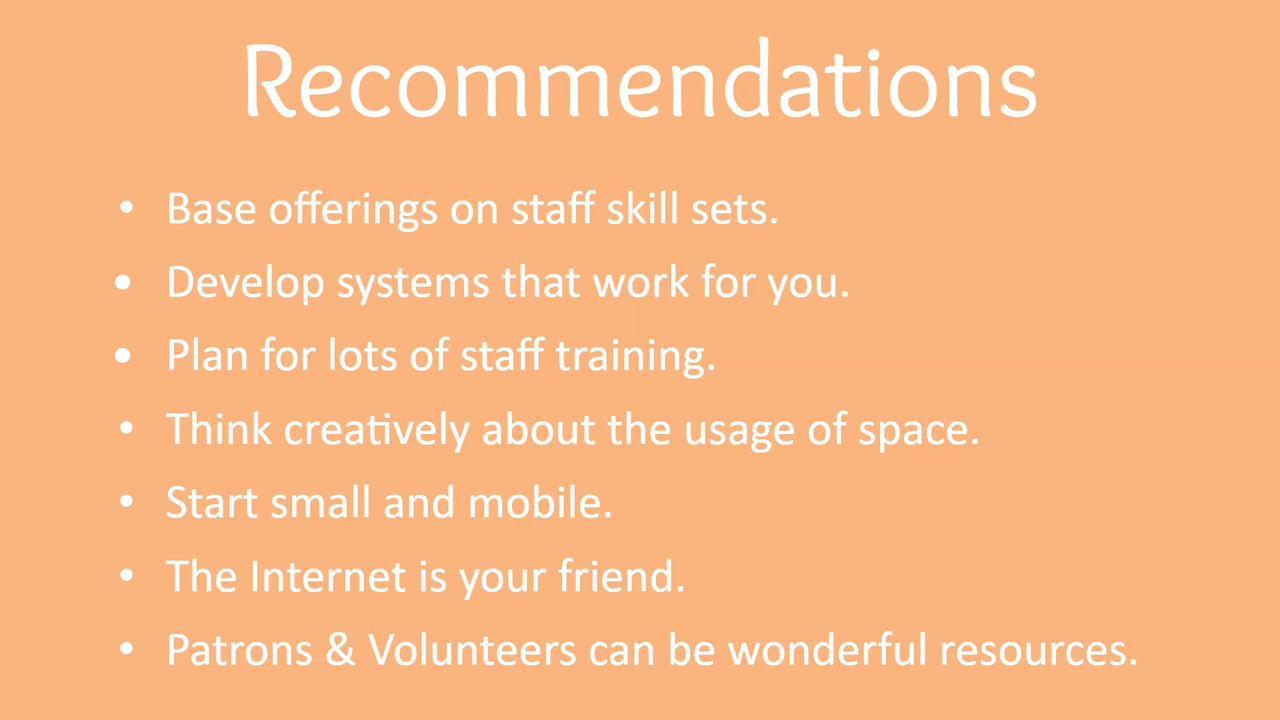 Recommendations
• Base offerings on staff skill sets.
• Develop systems that work for you.
• Plan for lots of staff training.
• Think creatively about the usage of space.
• Start small and mobile.
• The Internet is your friend.
• Patrons & Volunteers can be wonderful resources.